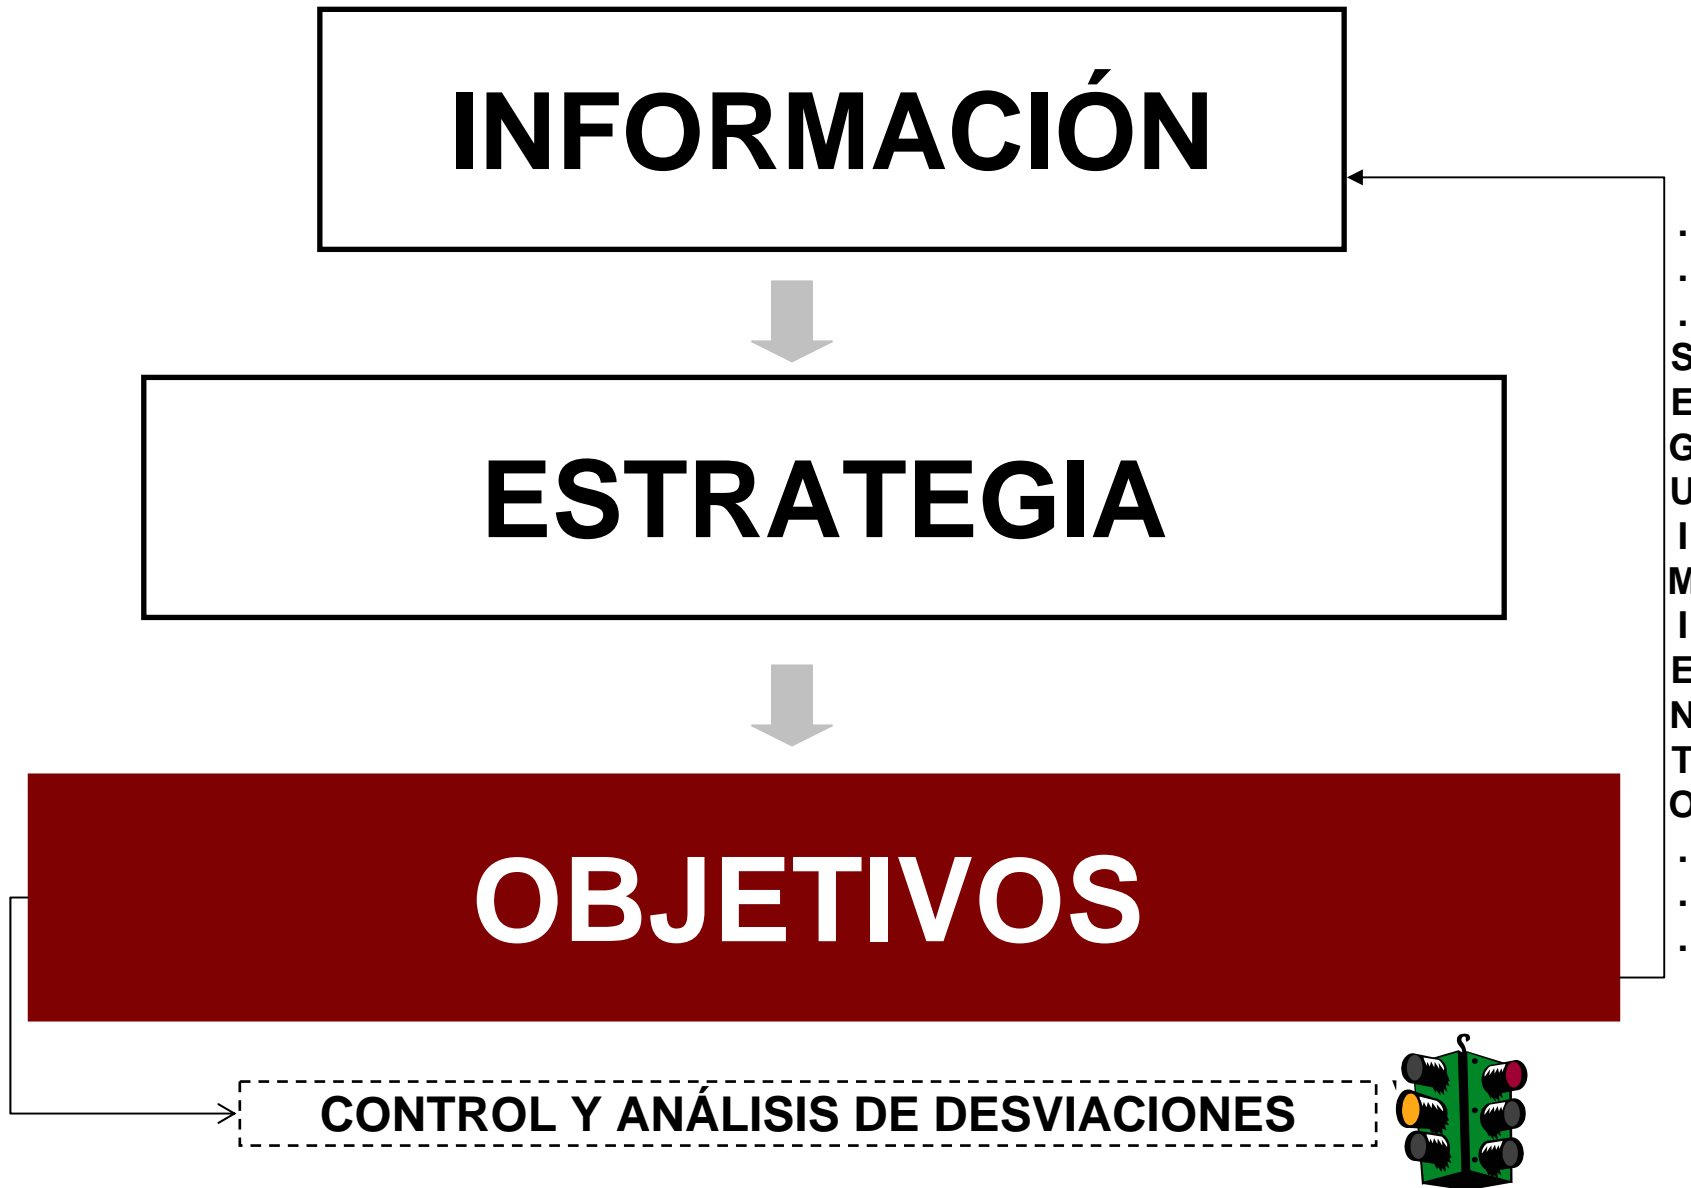 INFORMACIÓN
ESTRATEGIA
OBJETIVOS
CONTROL Y ANÁLISIS DE DESVIACIONES
...SEGUIMIENTO...